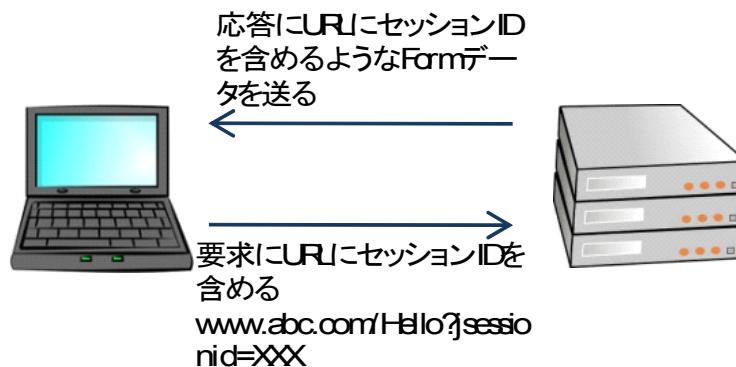 応答にURLにセッションID
を含めるようなFormデー
タを送る
要求にURLにセッションIDを
含める
www.abc.com/Hello?jsessio
nid=XXX